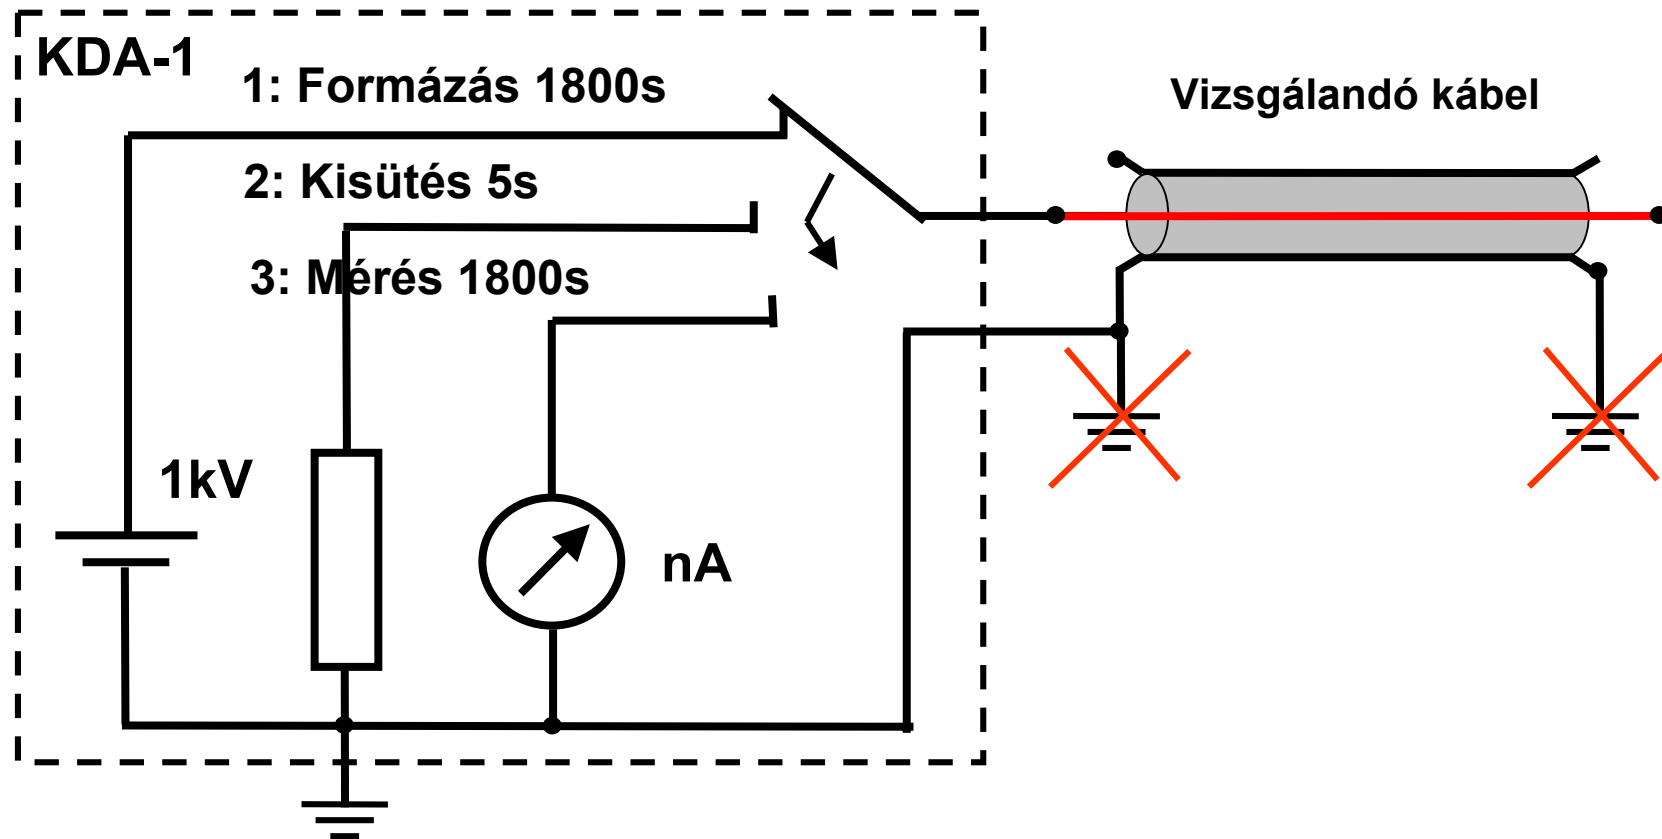 KDA-1
1: Formázás 1800s
Vizsgálandó kábel
2: Kisütés 5s
3: Mérés 1800s
1kV
nA